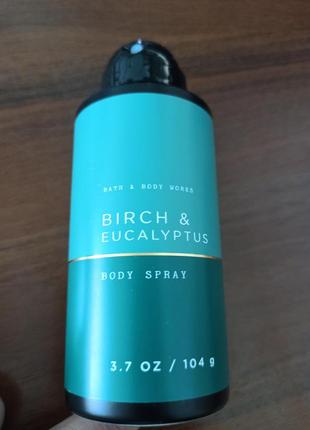 BATH & BODY WORKS
BIRCH &
EUCALYPTUS
BODY SPRAY
3.7 OZ / 104 g